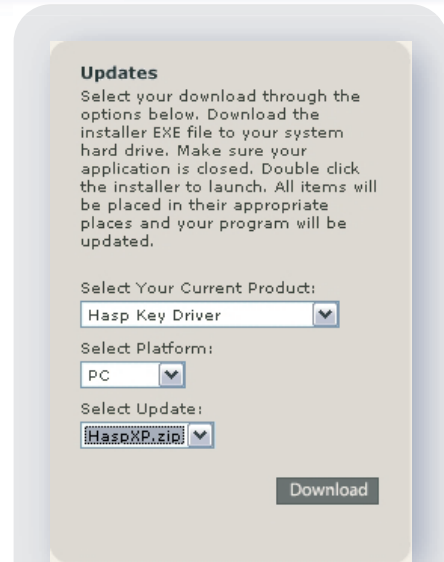 Updates
Select your download through the
options below. Download the
installer EXE file to your system
hard drive. Make sure your
application is closed. Double click
the installer to launch. All items will
be placed in their appropriate
places and your program will be
updated.
Select Your Current Product:
Hasp Key Driver
Select Platform:
PC
Select Update:
HaspXP.zip
Download